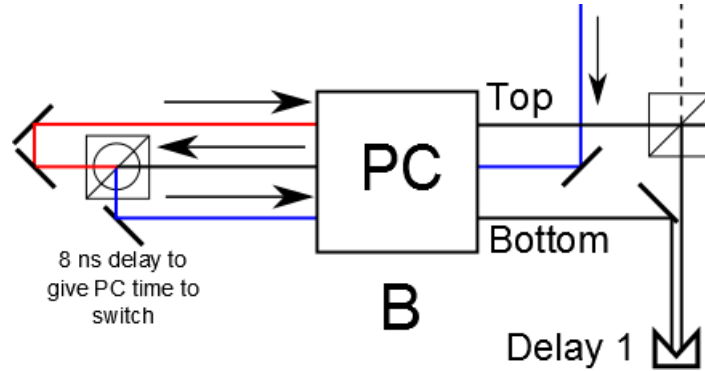 Top
PC
Bottom
8 ns delay to
give PC time to
switch
B
Delay 1